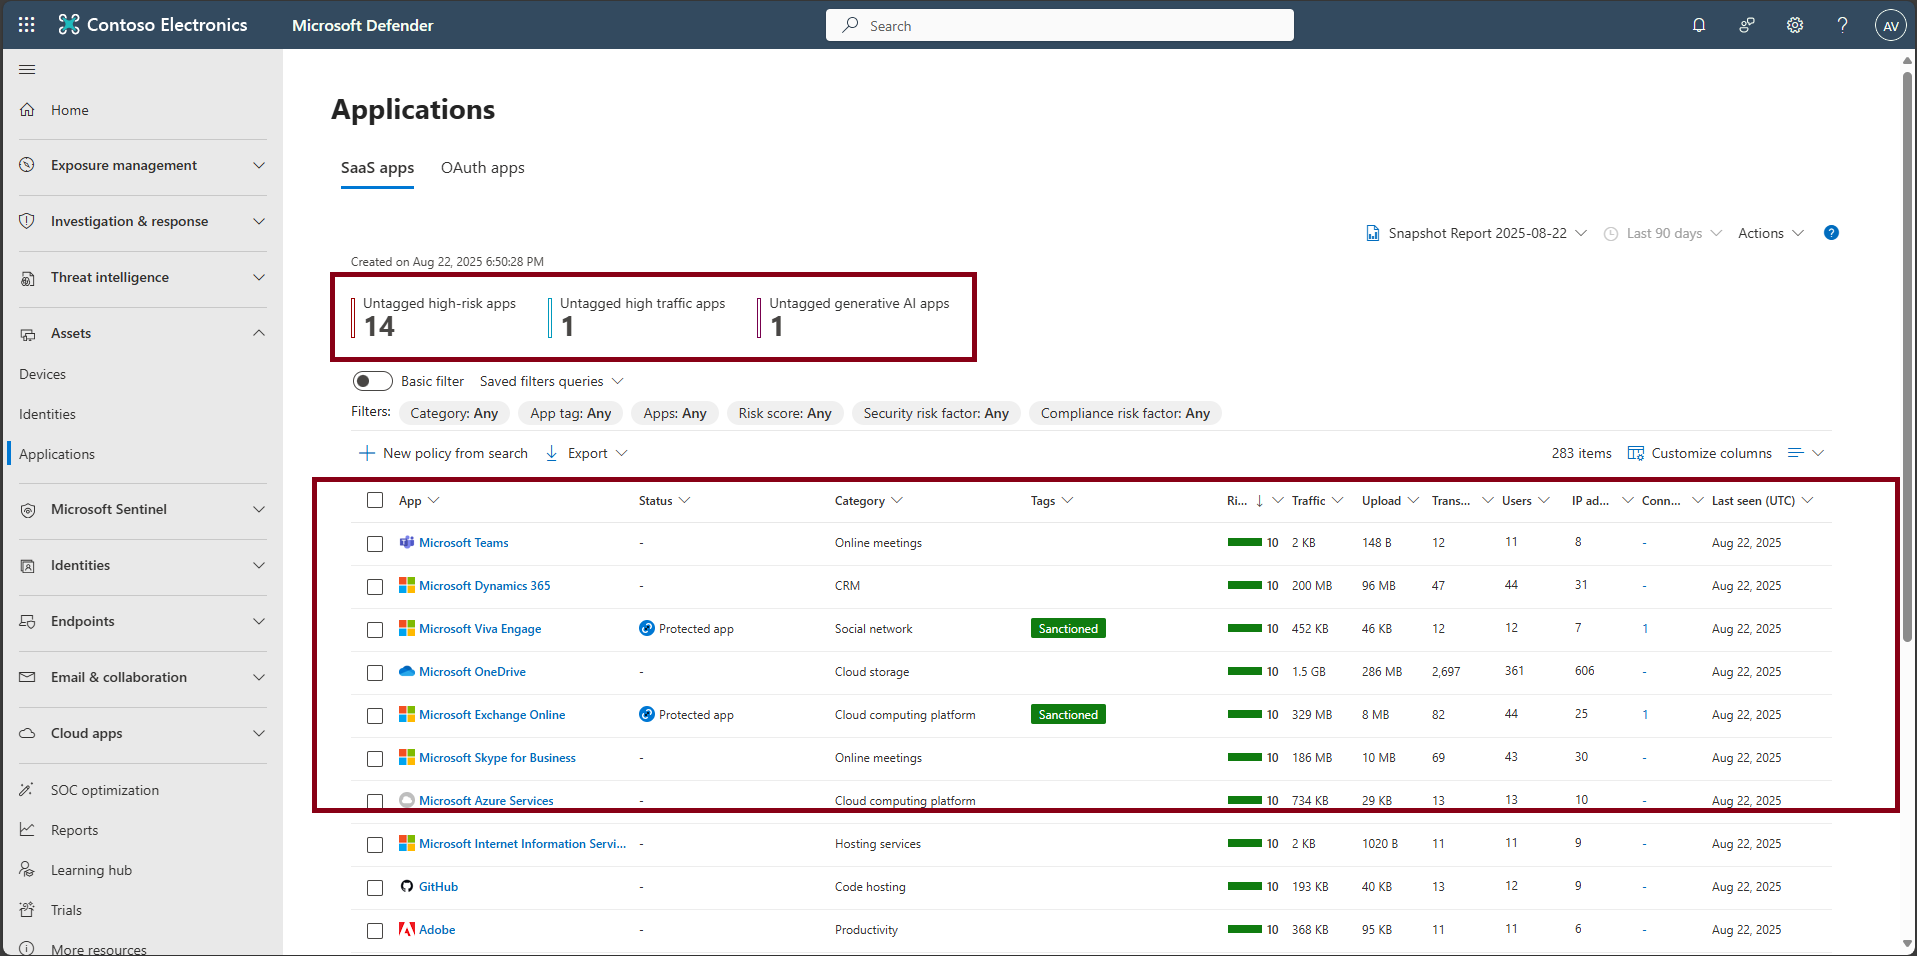 Contoso Electronics
Microsoft Defender
Search
AV
Home
Exposure management
Investigation & response
Threat intelligence
Assets
Devices
Identities
Applications
Microsoft Sentinel
Identities
Endpoints
Email & collaboration
Cloud apps
SOC optimization
Reports
Learning hub
Trials
More resources
Applications
SaaS apps OAuth apps
Snapshot Report 2025-08-22 Last 90 days Actions ?
Created on Aug 22, 2025 6:50:28 PM
Untagged high-risk apps Untagged high traffic apps Untagged generative AI apps
14 1 1
Basic filter Saved filters queries
Filters: Category: Any App tag: Any Apps: Any Risk score: Any Security risk factor: Any Compliance risk factor: Any
New policy from search Export 283 items Customize columns
App Status Category Tags Ri... Traffic Upload Trans... Users IP ad... Conn... Last seen (UTC)
Microsoft Teams - Online meetings 10 2 KB 148 B 12 11 8 - Aug 22, 2025
Microsoft Dynamics 365 - CRM 10 200 MB 96 MB 47 44 31 - Aug 22, 2025
Microsoft Viva Engage Protected app Social network Sanctioned 10 452 KB 46 KB 12 12 7 1 Aug 22, 2025
Microsoft OneDrive - Cloud storage 10 1.5 GB 286 MB 2,697 361 606 - Aug 22, 2025
Microsoft Exchange Online Protected app Cloud computing platform Sanctioned 10 329 MB 8 MB 82 44 25 1 Aug 22, 2025
Microsoft Skype for Business - Online meetings 10 186 MB 10 MB 69 43 30 - Aug 22, 2025
Microsoft Azure Services - Cloud computing platform 10 734 KB 29 KB 13 13 10 - Aug 22, 2025
Microsoft Internet Information Servi... - Hosting services 10 2 KB 1020 B 11 11 9 - Aug 22, 2025
GitHub - Code hosting 10 193 KB 40 KB 13 12 9 - Aug 22, 2025
Adobe - Productivity 10 368 KB 95 KB 11 11 6 - Aug 22, 2025